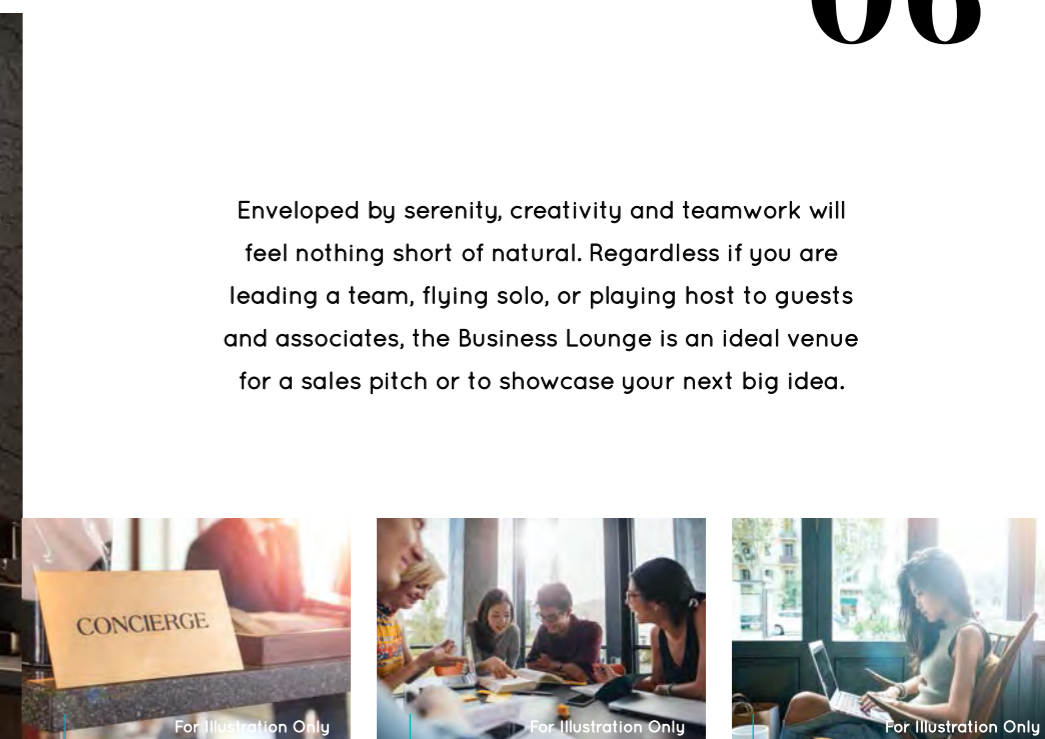 06
Enveloped by serenity, creativity and teamwork will
feel nothing short of natural. Regardless if you are
leading a team, flying solo, or playing host to guests
and associates, the Business Lounge is an ideal venue
for a sales pitch or to showcase your next big idea.
CONCIERGE
For Illustration Only
For Illustration Only
For Illustration Only